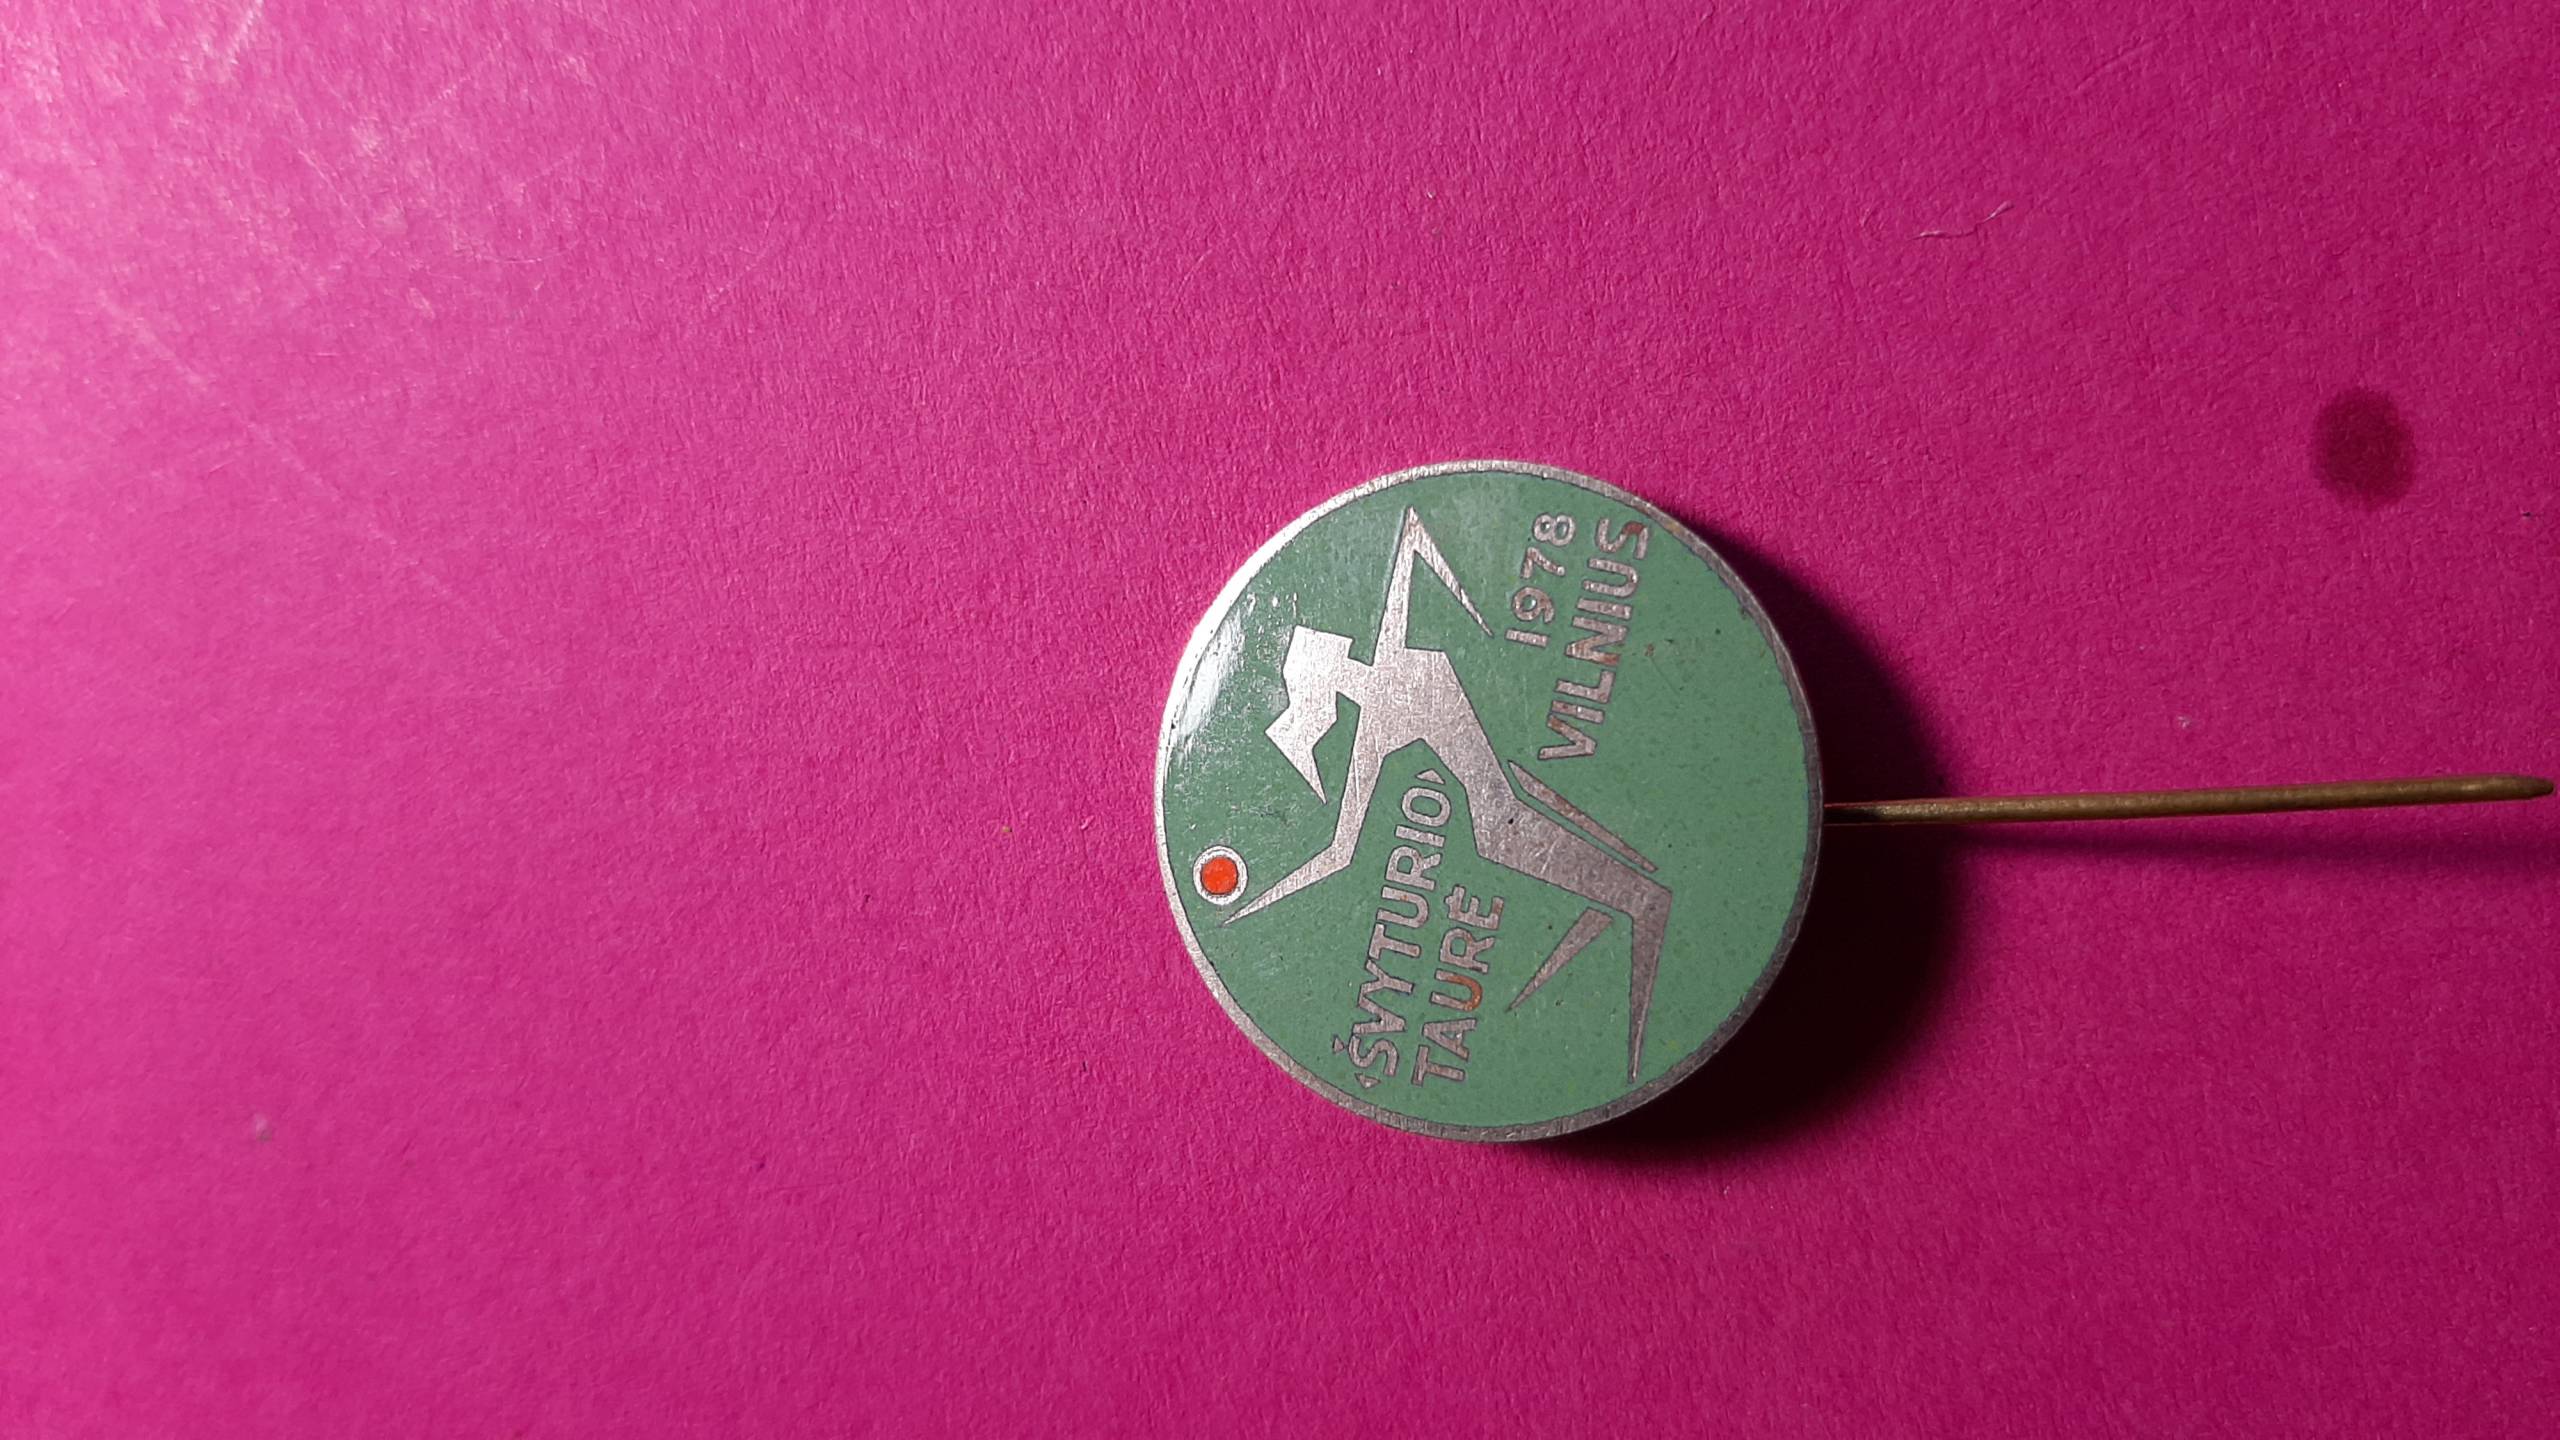 1978
VILNIUS
‹ŠVYTURIO›
TAURĖ